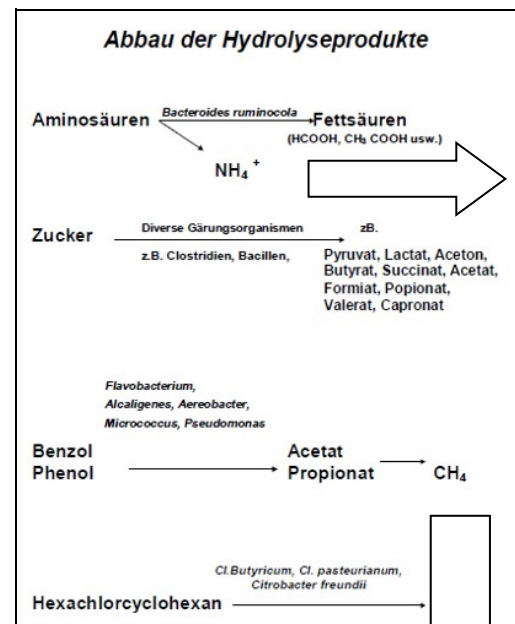 Abbau der Hydrolyseprodukte
Bacteroides ruminocola
Aminosäuren Fettsäuren
(HCOOH, CH₃ COOH usw.)
NH₄ ⁺
Diverse Gärungsorganismen zB.
Zucker
z.B. Clostridien, Bacillen, Pyruvat, Lactat, Aceton,
Butyrat, Succinat, Acetat,
Formiat, Popionat,
Valerat, Capronat
Flavobacterium,
Alcaligenes, Aereobacter,
Micrococcus, Pseudomonas
Benzol Acetat
Phenol Propionat CH₄
Cl.Butyricum, Cl. pasteurianum,
Citrobacter freundii
Hexachlorcyclohexan